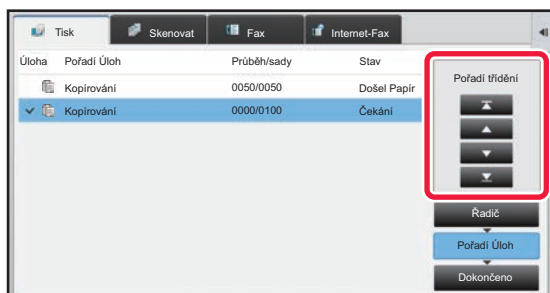 Tisk Skenovat Fax Internet-Fax
Úloha Pořadí Úloh Průběh/sady Stav
Kopírování 0050/0050 Došel Papír
Kopírování 0000/0100 Čekání
Pořadí třídění
Řadič
Pořadí Úloh
Dokončeno